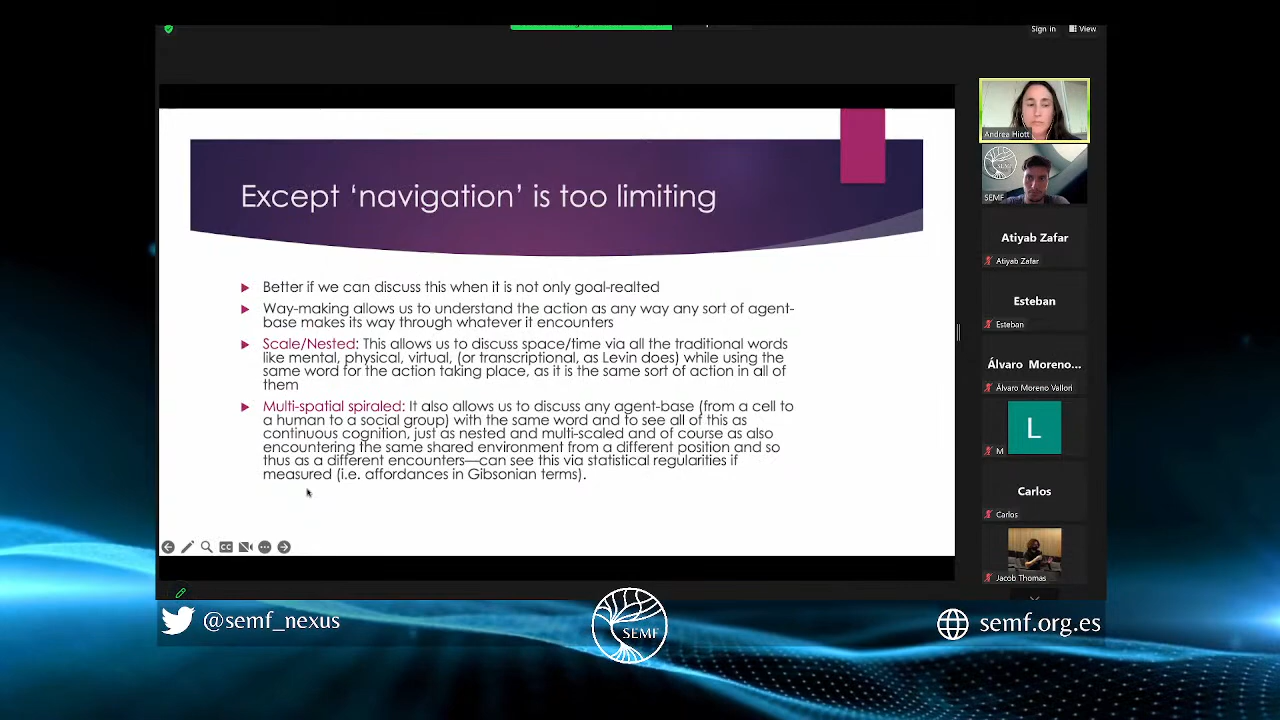 Sign in
View
Except ‘navigation’ is too limiting
Better if we can discuss this when it is not only goal-realted
Way-making allows us to understand the action as any way any sort of agent-
base makes its way through whatever it encounters
Scale/Nested: This allows us to discuss space/time via all the traditional words
like mental, physical, virtual, (or transcriptional, as Levin does) while using the
same word for the action taking place, as it is the same sort of action in all of
them
Multi-spatial spiraled: It also allows us to discuss any agent-base (from a cell to
a human to a social group) with the same word and to see all of this as
continuous cognition, just as nested and multi-scaled and of course as also
encountering the same shared environment from a different position and so
thus as a different encounters—can see this via statistical regularities if
measured (i.e. affordances in Gibsonian terms).
CC
Andrea Hiott
SEMF
SEMF
Atiyab Zafar
Atiyab Zafar
Esteban
Esteban
Álvaro Moreno...
Álvaro Moreno Vallori
L
M
Carlos
Carlos
Jacob Thomas
@semf_nexus
SEMF
semf.org.es